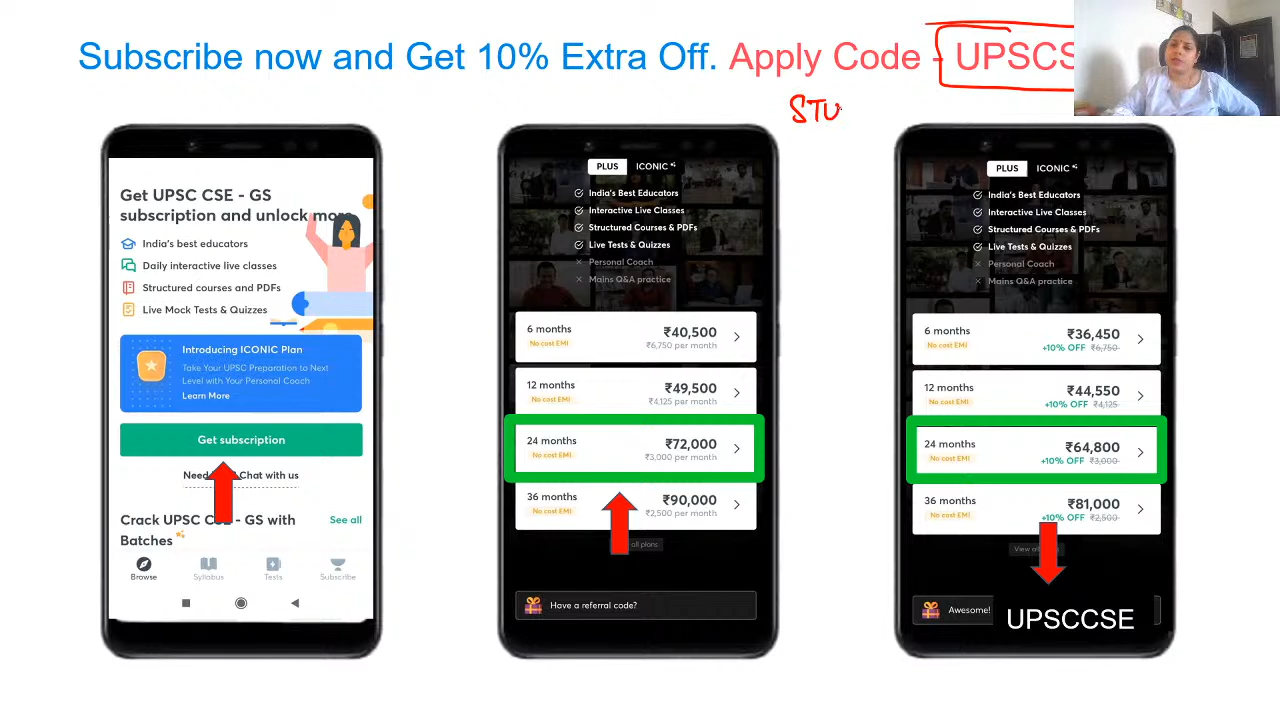 Subscribe now and Get 10% Extra Off. Apply Code - UPSCS
STU
Get UPSC CSE - GS
subscription and unlock more
India's best educators
Daily interactive live classes
Structured courses and PDFs
Live Mock Tests & Quizzes
Introducing ICONIC Plan
Take Your UPSC Preparation to Next
Level with Your Personal Coach
Learn More
Get subscription
Chat with us
Crack UPSC CSE - GS with
Batches
See all
Browse
Syllabus
Tests
Subscribe
PLUS ICONIC
India's Best Educators
Interactive Live Classes
Structured Courses & PDFs
Live Tests & Quizzes
Personal Coach
Mains Q&A practice
6 months ₹40,500
No cost EMI ₹6,750 per month
12 months ₹49,500
No cost EMI ₹4,125 per month
24 months ₹72,000
No cost EMI ₹3,000 per month
36 months ₹90,000
No cost EMI ₹2,500 per month
all plans
Have a referral code?
PLUS ICONIC
India's Best Educators
Interactive Live Classes
Structured Courses & PDFs
Live Tests & Quizzes
Personal Coach
Mains Q&A practice
6 months ₹36,450
No cost EMI +10% OFF ₹6,750
12 months ₹44,550
No cost EMI +10% OFF ₹4,125
24 months ₹64,800
No cost EMI +10% OFF ₹3,000
36 months ₹81,000
No cost EMI +10% OFF ₹2,500
View all
Awesome!
UPSCCSE